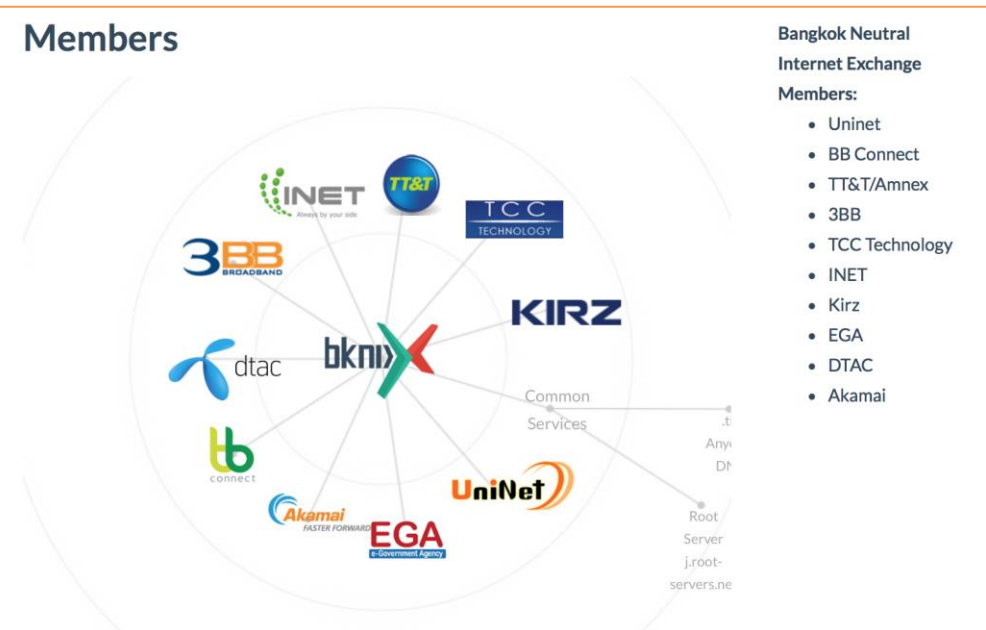 Members
INET
Always by your side
TT&T
TCC
TECHNOLOGY
3BB
BROADBAND
KIRZ
bknix
dtac
Common
Services
bb
connect
UniNet
Akamai
FASTER FORWARD
EGA
e-Government Agency
Root
Server
j.root-
servers.ne
Bangkok Neutral
Internet Exchange
Members:
• Uninet
• BB Connect
• TT&T/Amnex
• 3BB
• TCC Technology
• INET
• Kirz
• EGA
• DTAC
• Akamai